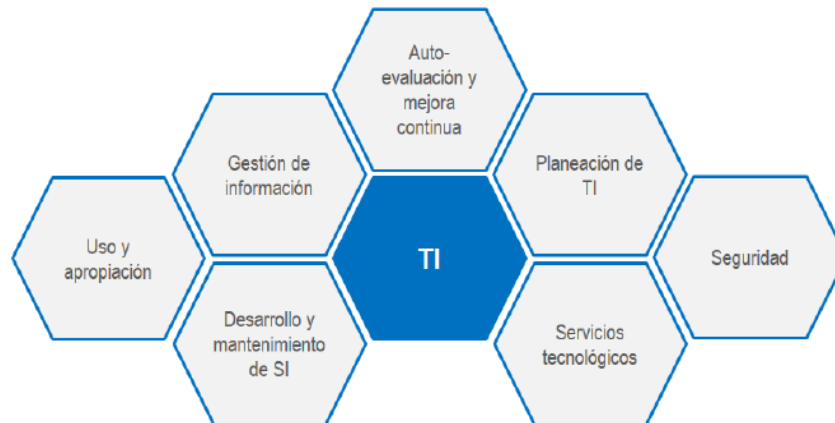 Auto-
evaluación y
mejora
continua
Gestión de
información
Planeación de
TI
Uso y
apropiación
TI
Seguridad
Desarrollo y
mantenimiento
de SI
Servicios
tecnológicos